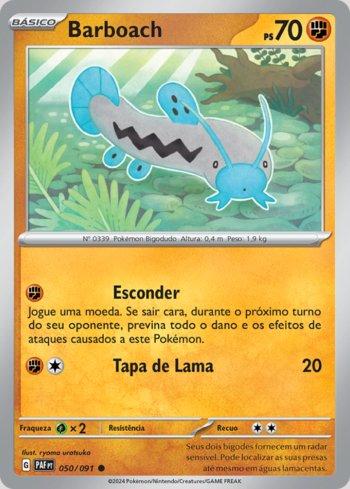 BÁSICO
Barboach
PS 70
Nº 0339 Pokémon Bigodudo Altura: 0,4 m Peso: 1,9 kg
Esconder
Jogue uma moeda. Se sair cara, durante o próximo turno
do seu oponente, previna todo o dano e os efeitos de
ataques causados a este Pokémon.
Tapa de Lama 20
Fraqueza ×2 Resistência Recuo
Ilust. ryoma uratsuka
Seus dois bigodes fornecem um radar
sensível. Pode localizar as suas presas
até mesmo em águas lamacentas.
G PAF PT 050/091
©2024 Pokémon/Nintendo/Creatures/GAME FREAK